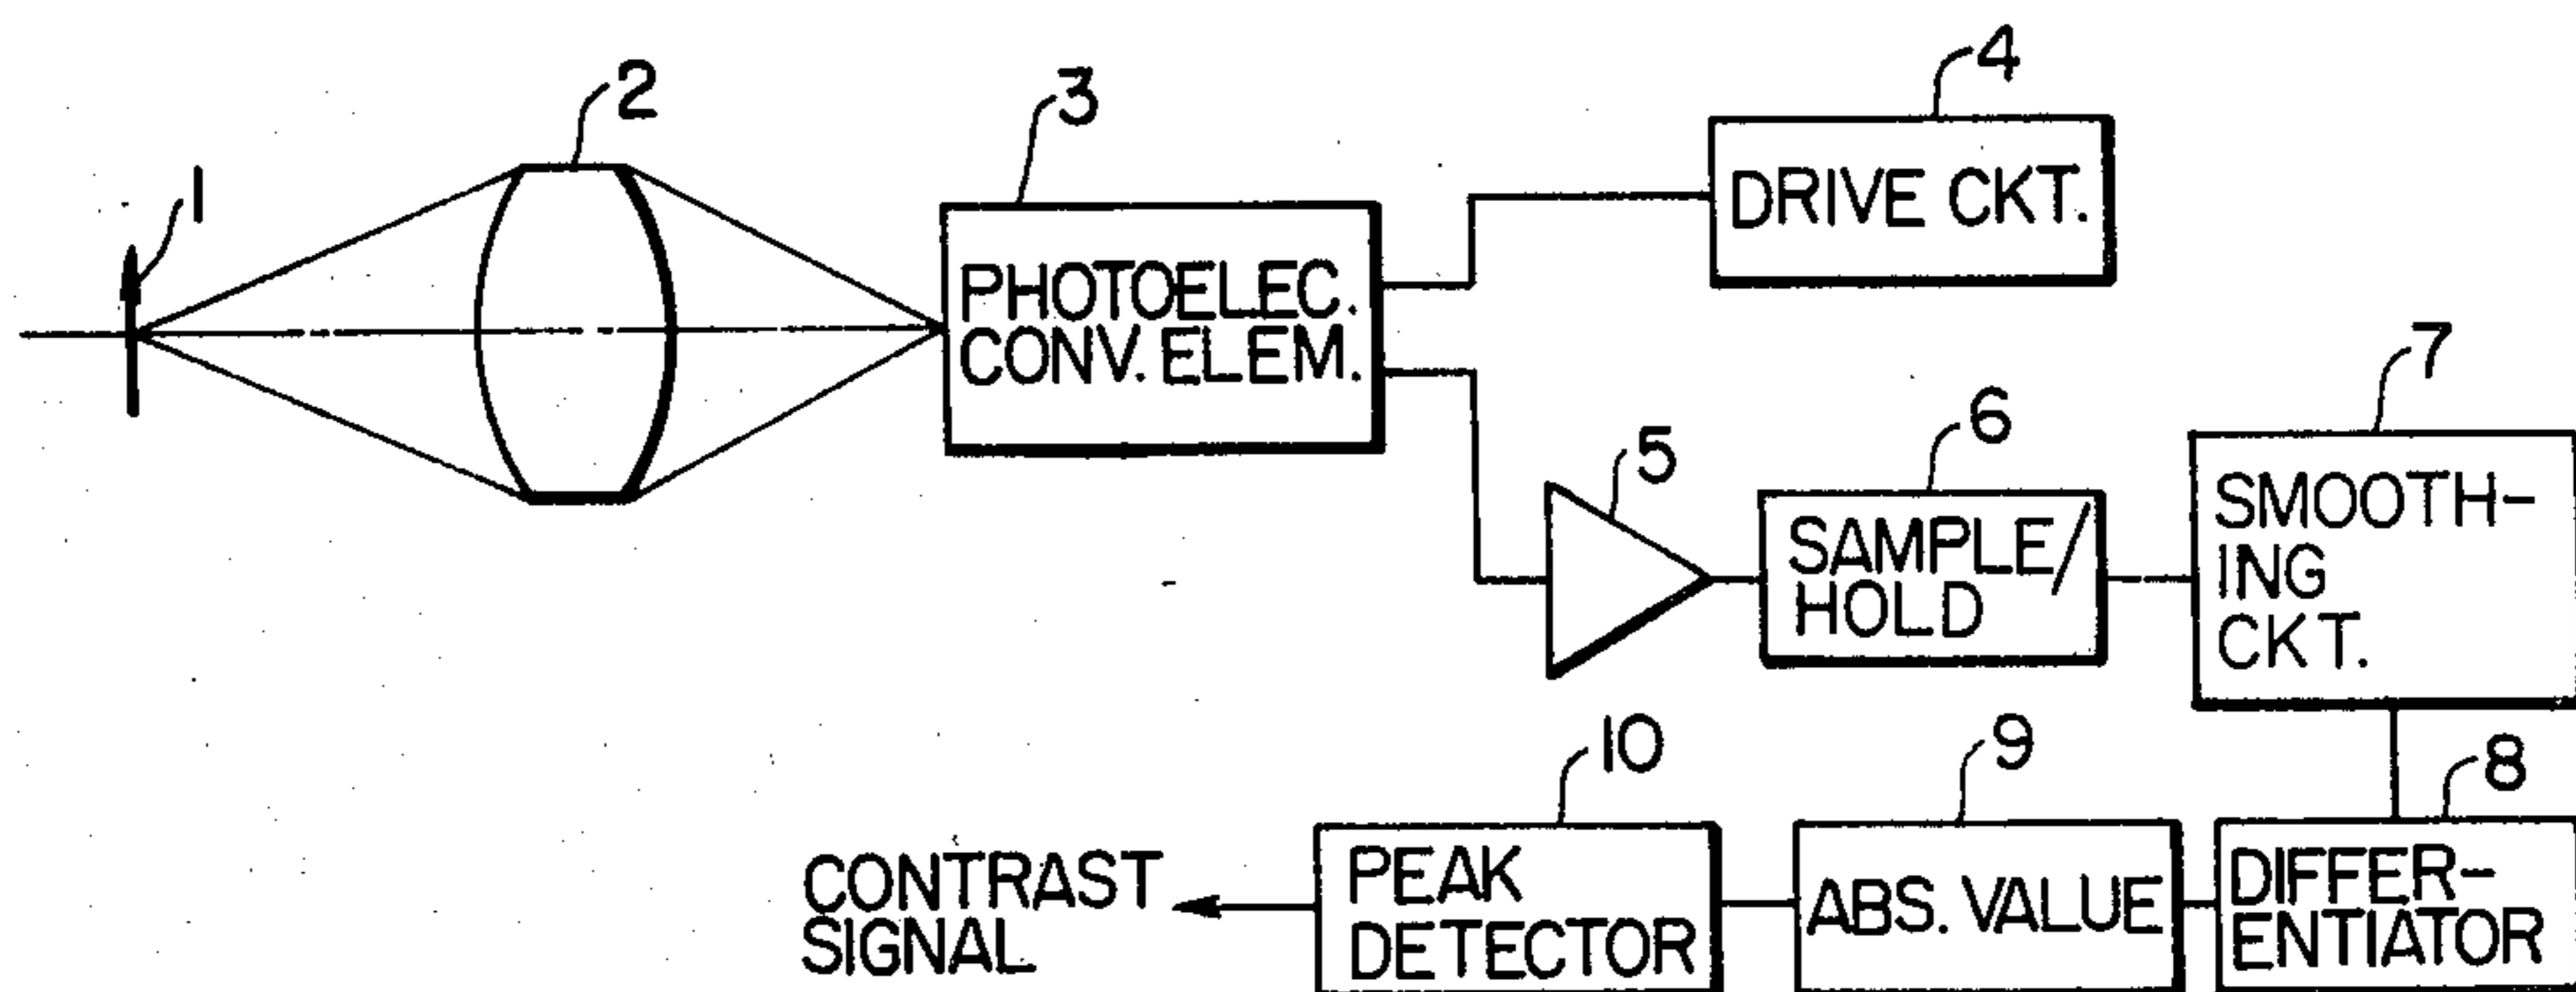 1
2
3
4
PHOTOELEC.
CONV. ELEM.
DRIVE CKT.
5
6
7
SAMPLE/
HOLD
SMOOTH-
ING
CKT.
10
9
8
CONTRAST
SIGNAL
PEAK
DETECTOR
ABS. VALUE
DIFFER-
ENTIATOR